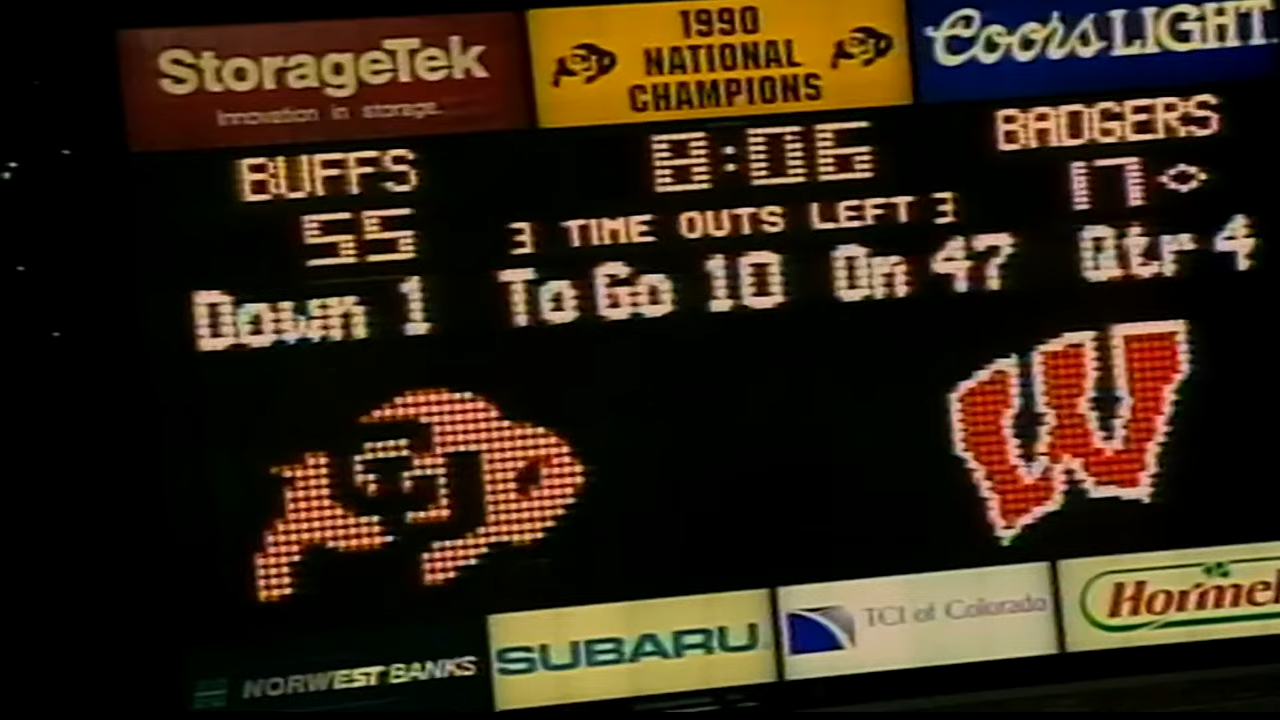 StorageTek
Innovation in storage.
1990
NATIONAL
CHAMPIONS
Coors LIGHT
BUFFS
8:06
BADGERS
55
17
3 TIME OUTS LEFT 3
Down 1 To Go 10 On 47 Qtr 4
CU
W
NORWEST BANKS
SUBARU
TCI of Colorado
Hormel